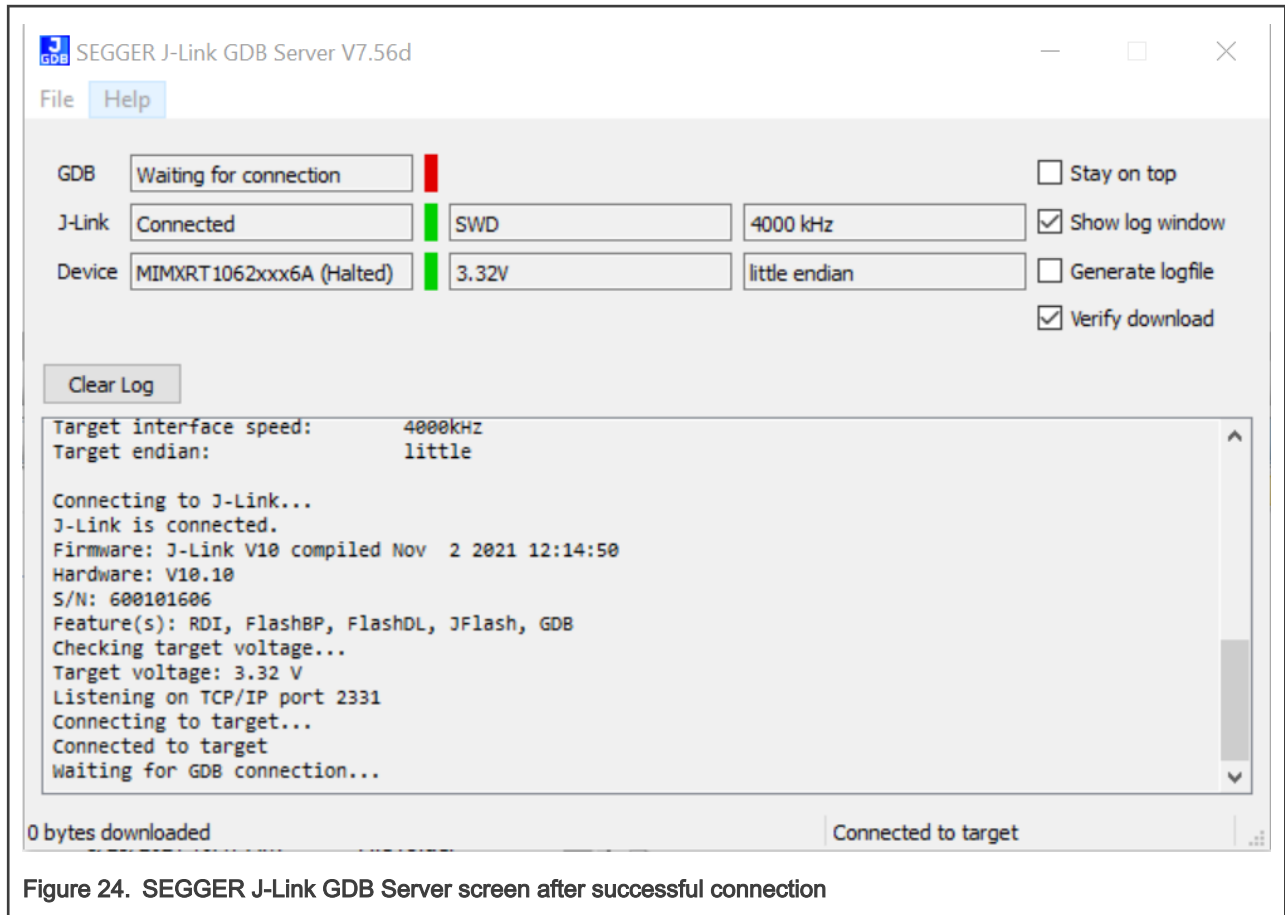 J
GDB
SEGGER J-Link GDB Server V7.56d
File Help
GDB Waiting for connection Stay on top
J-Link Connected SWD 4000 kHz Show log window
Device MIMXRT1062xxx6A (Halted) 3.32V little endian Generate logfile
Verify download
Clear Log
Target interface speed: 4000kHz
Target endian: little
Connecting to J-Link...
J-Link is connected.
Firmware: J-Link V10 compiled Nov  2 2021 12:14:50
Hardware: V10.10
S/N: 600101606
Feature(s): RDI, FlashBP, FlashDL, JFlash, GDB
Checking target voltage...
Target voltage: 3.32 V
Listening on TCP/IP port 2331
Connecting to target...
Connected to target
Waiting for GDB connection...
0 bytes downloaded Connected to target
Figure 24. SEGGER J-Link GDB Server screen after successful connection